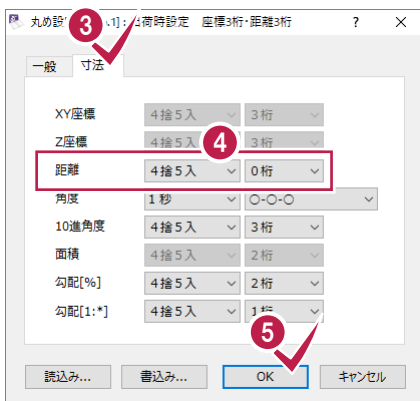 丸め設 .1]: 出荷時設定 座標3桁・距離3桁 ? ×
3
一般 寸法
XY座標 4捨5入 3桁
Z座標 4捨5入 3桁
4
距離 4捨5入 0桁
角度 1秒 ○-○-○
10進角度 4捨5入 3桁
面積 4捨5入 2桁
勾配[%] 4捨5入 2桁
勾配[1:*] 4捨5入 1桁
5
読込み... 書込み... OK キャンセル